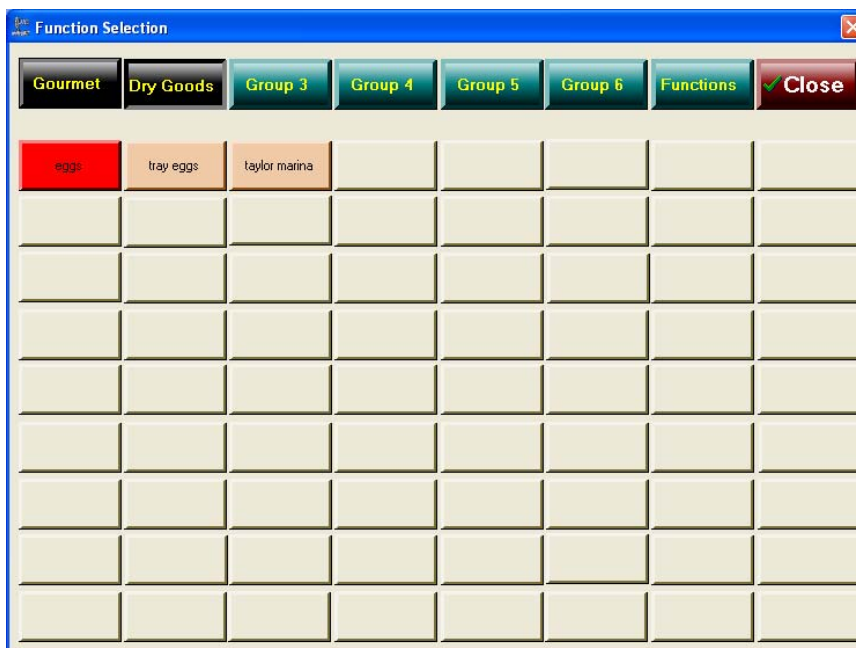 Function Selection
Gourmet Dry Goods Group 3 Group 4 Group 5 Group 6 Functions Close
eggs tray eggs taylor marina